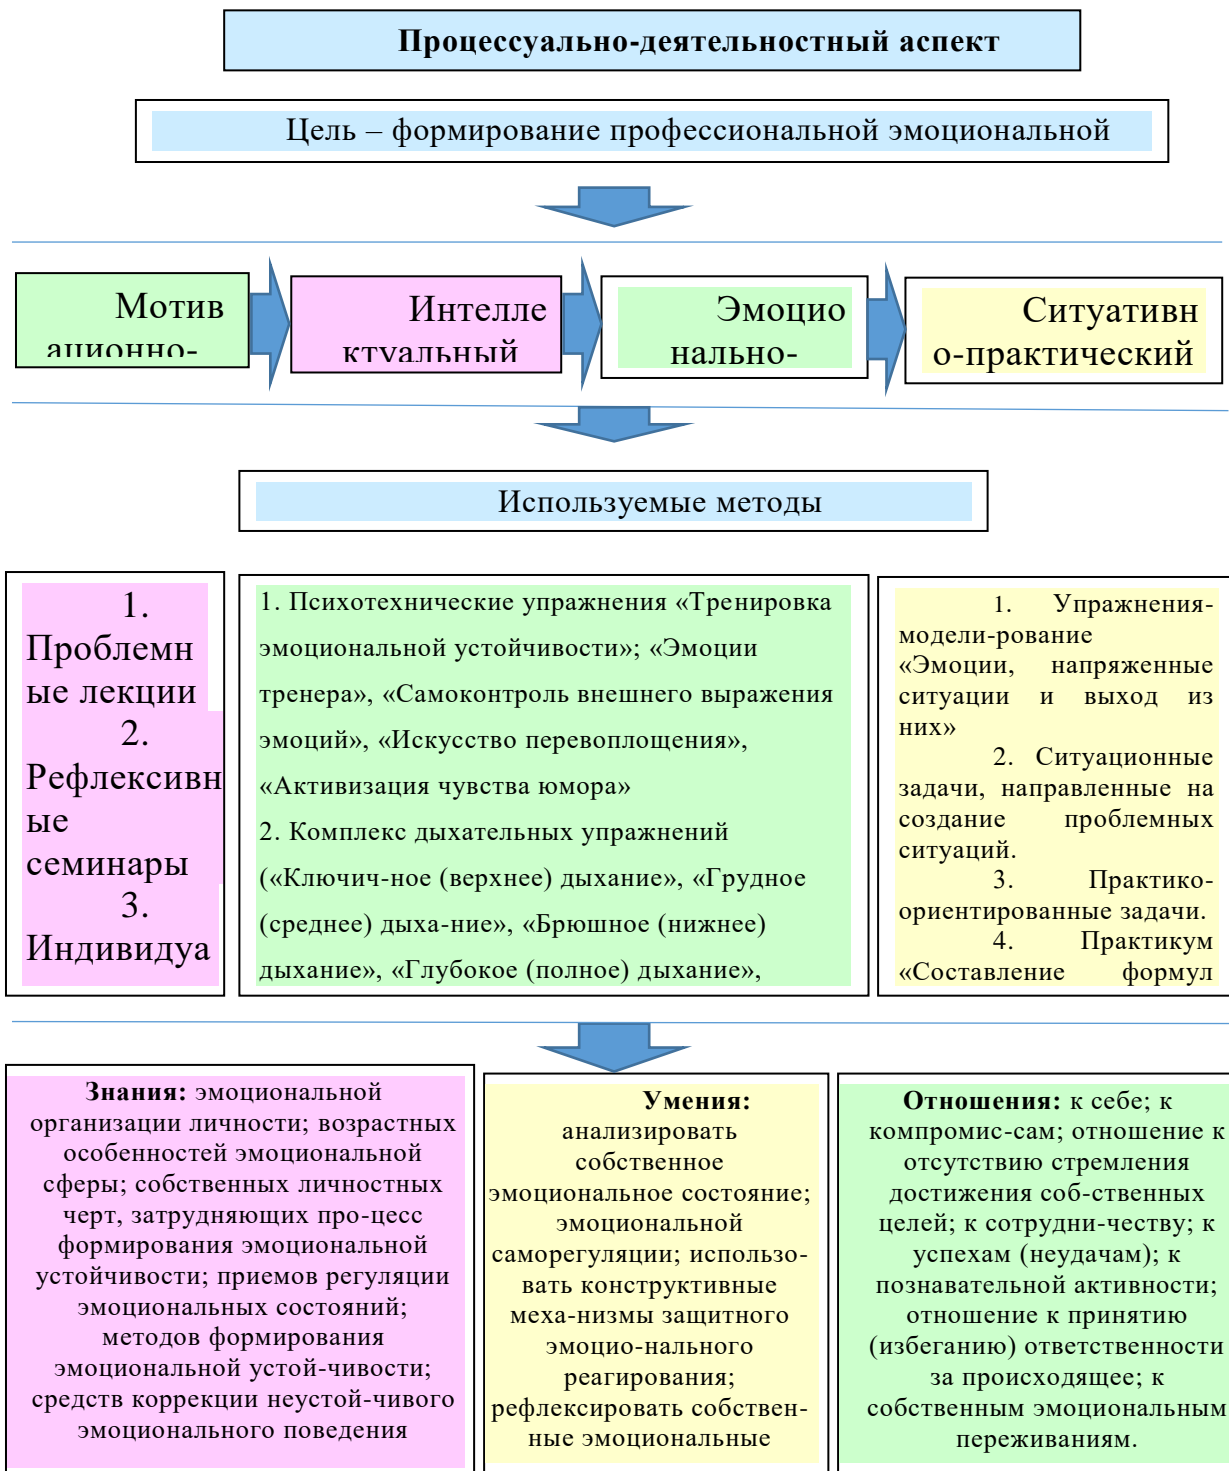 Процессуально-деятельностный аспект
Цель – формирование профессиональной эмоциональной
Мотив
ационно-
Интелле
ктуальный
Эмоцио
нально-
Ситуативн
о-практический
Используемые методы
1.
Проблемн
ые лекции
2.
Рефлексивн
ые
семинары
3.
Индивидуа
1. Психотехнические упражнения «Тренировка
эмоциональной устойчивости»; «Эмоции
тренера», «Самоконтроль внешнего выражения
эмоций», «Искусство перевоплощения»,
«Активизация чувства юмора»
2. Комплекс дыхательных упражнений
(«Ключич-ное (верхнее) дыхание», «Грудное
(среднее) дыха-ние», «Брюшное (нижнее)
дыхание», «Глубокое (полное) дыхание»,
1. Упражнения-
модели-рование
«Эмоции, напряженные
ситуации и выход из
них»
2. Ситуационные
задачи, направленные на
создание проблемных
ситуаций.
3. Практико-
ориентированные задачи.
4. Практикум
«Составление формул
Знания: эмоциональной
организации личности; возрастных
особенностей эмоциональной
сферы; собственных личностных
черт, затрудняющих про-цесс
формирования эмоциональной
устойчивости; приемов регуляции
эмоциональных состояний;
методов формирования
эмоциональной устой-чивости;
средств коррекции неустой-чивого
эмоционального поведения
Умения:
анализировать
собственное
эмоциональное состояние;
эмоциональной
саморегуляции; использо-
вать конструктивные
меха-низмы защитного
эмоцио-нального
реагирования;
рефлексировать собствен-
ные эмоциональные
Отношения: к себе; к
компромис-сам; отношение к
отсутствию стремления
достижения соб-ственных
целей; к сотрудни-честву; к
успехам (неудачам); к
познавательной активности;
отношение к принятию
(избеганию) ответственности
за происходящее; к
собственным эмоциональным
переживаниям.